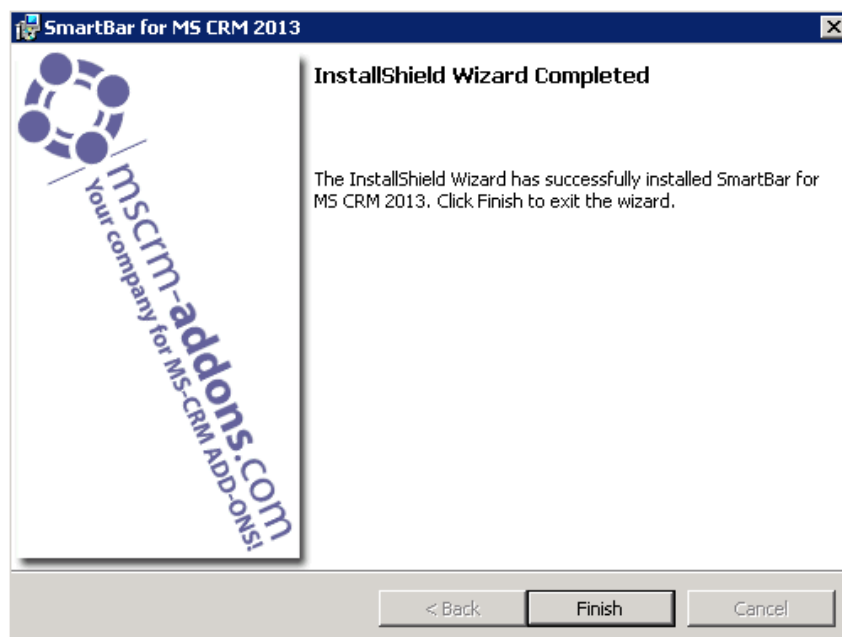 SmartBar for MS CRM 2013
InstallShield Wizard Completed
The InstallShield Wizard has successfully installed SmartBar for
MS CRM 2013. Click Finish to exit the wizard.
mscrm-addons.com
Your company for MS-CRM ADD-ONS!
< Back
Finish
Cancel